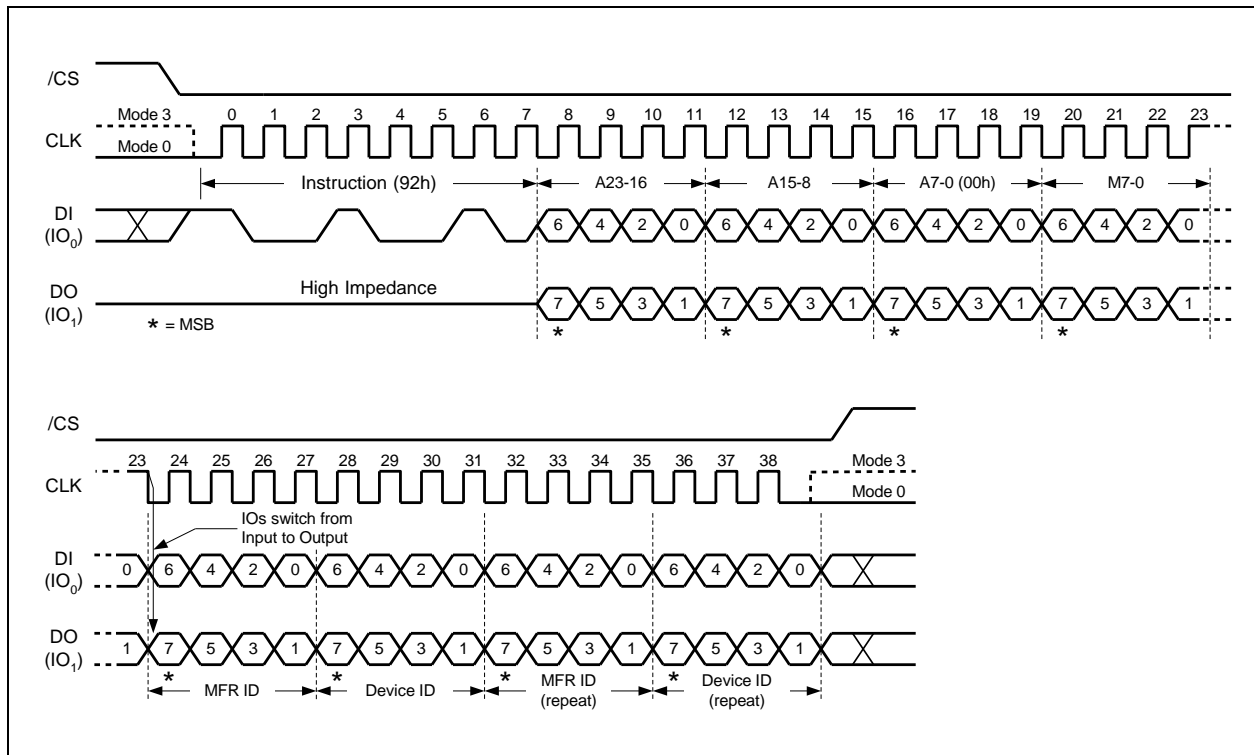 /CS
Mode 3 0 1 2 3 4 5 6 7 8 9 10 11 12 13 14 15 16 17 18 19 20 21 22 23
CLK
Mode 0
Instruction (92h) A23-16 A15-8 A7-0 (00h) M7-0
DI
(IO0) 6 4 2 0 6 4 2 0 6 4 2 0 6 4 2 0
High Impedance
DO
(IO1) 7 5 3 1 7 5 3 1 7 5 3 1 7 5 3 1
* = MSB * * * *
/CS
23 24 25 26 27 28 29 30 31 32 33 34 35 36 37 38 Mode 3
CLK
Mode 0
IOs switch from
Input to Output
DI
(IO0) 0 6 4 2 0 6 4 2 0 6 4 2 0 6 4 2 0
DO
(IO1) 1 7 5 3 1 7 5 3 1 7 5 3 1 7 5 3 1
* * * *
MFR ID Device ID MFR ID
(repeat) Device ID
(repeat)